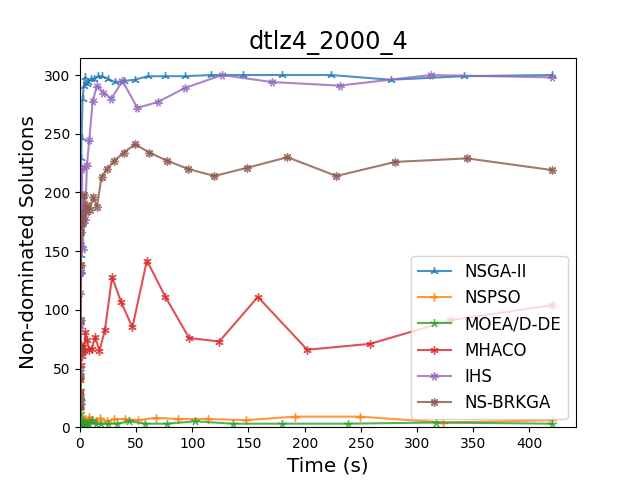 dtlz4_2000_4
Non-dominated Solutions
300
250
200
150
100
50
0
0 50 100 150 200 250 300 350 400
Time (s)
NSGA-II
NSPSO
MOEA/D-DE
MHACO
IHS
NS-BRKGA